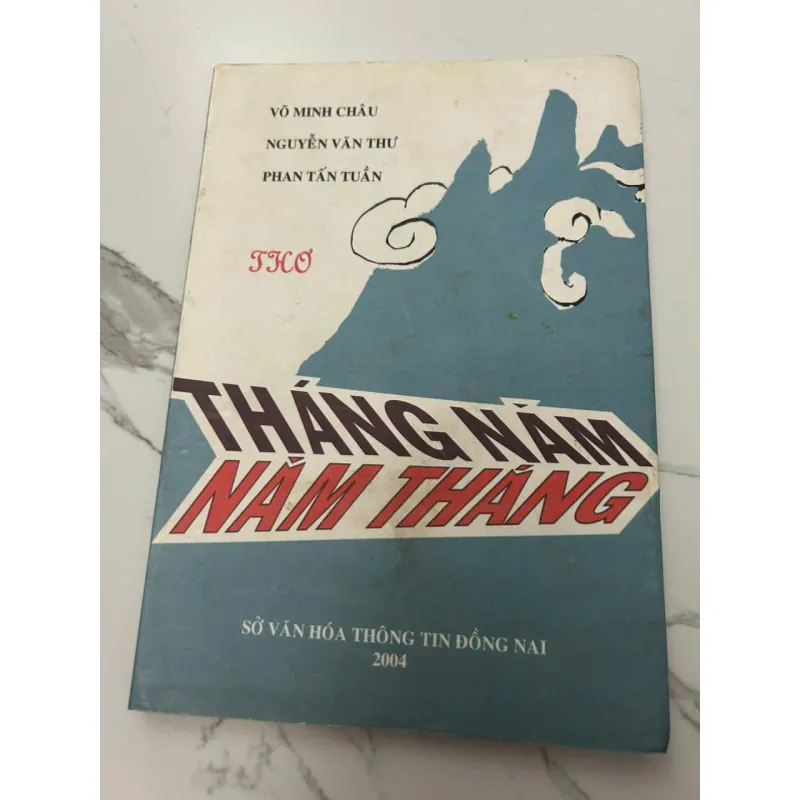 VÕ MINH CHÂU
NGUYỄN VĂN THƯ
PHAN TẤN TUẦN
THƠ
THÁNG NĂM
NĂM THÁNG
SỞ VĂN HÓA THÔNG TIN ĐỒNG NAI
2004